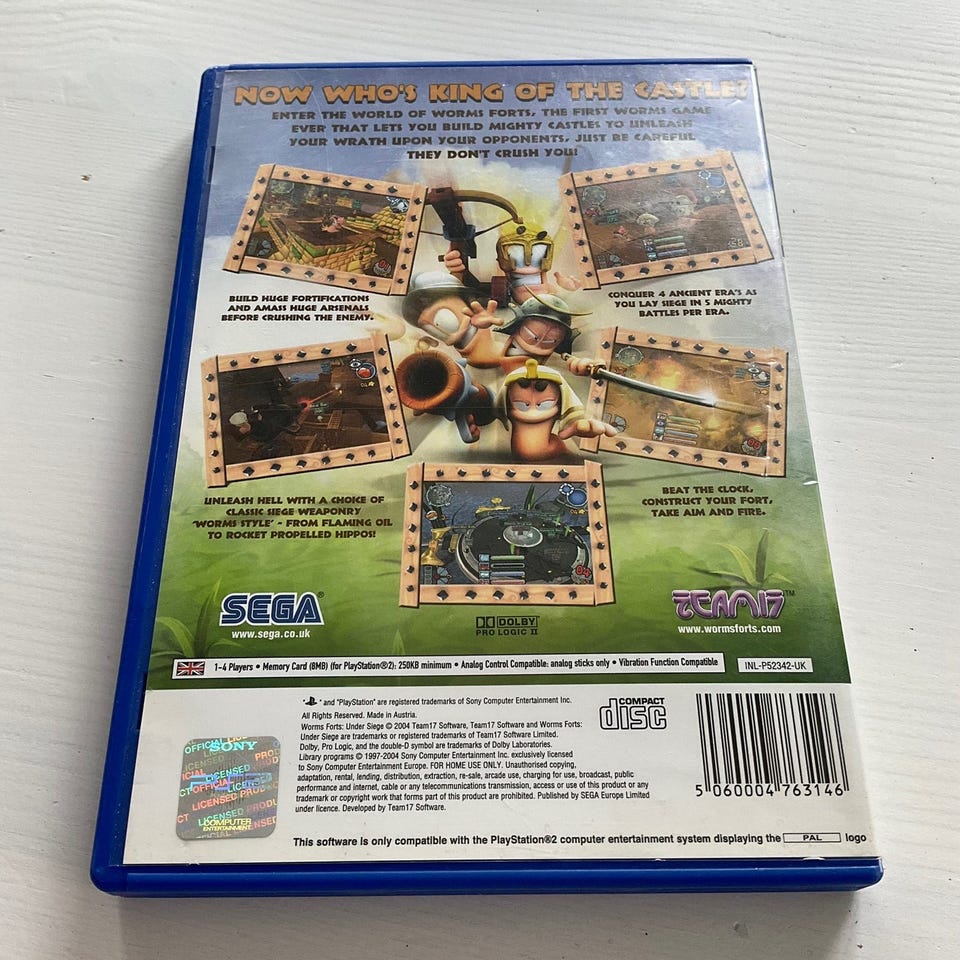 NOW WHO'S KING OF THE CASTLE?
ENTER THE WORLD OF WORMS FORTS, THE FIRST WORMS GAME
EVER THAT LETS YOU BUILD MIGHTY CASTLES TO UNLEASH
YOUR WRATH UPON YOUR OPPONENTS, JUST BE CAREFUL
THEY DON'T CRUSH YOU!
BUILD HUGE FORTIFICATIONS
AND AMASS HUGE ARSENALS
BEFORE CRUSHING THE ENEMY.
CONQUER 4 ANCIENT ERA'S AS
YOU LAY SIEGE IN 5 MIGHTY
BATTLES PER ERA.
UNLEASH HELL WITH A CHOICE OF
CLASSIC SIEGE WEAPONRY
'WORMS STYLE' - FROM FLAMING OIL
TO ROCKET PROPELLED HIPPOS!
BEAT THE CLOCK,
CONSTRUCT YOUR FORT,
TAKE AIM AND FIRE.
SEGA®
www.sega.co.uk
DOLBY
PRO LOGIC II
TEAM17™
www.wormsforts.com
1-4 Players • Memory Card (8MB) (for PlayStation®2): 250KB minimum • Analog Control Compatible: analog sticks only • Vibration Function Compatible
INL-P52342-UK
" and "PlayStation" are registered trademarks of Sony Computer Entertainment Inc.
All Rights Reserved. Made in Austria.
Worms Forts: Under Siege © 2004 Team17 Software, Team17 Software and Worms Forts:
Under Siege are trademarks or registered trademarks of Team17 Software Limited.
Dolby, Pro Logic, and the double-D symbol are trademarks of Dolby Laboratories.
Library programs © 1997-2004 Sony Computer Entertainment Inc. exclusively licensed
to Sony Computer Entertainment Europe. FOR HOME USE ONLY. Unauthorised copying,
adaptation, rental, lending, distribution, extraction, re-sale, arcade use, charging for use, broadcast, public
performance and internet, cable or any telecommunications transmission, access or use of this product or any
trademark or copyright work that forms part of this product are prohibited. Published by SEGA Europe Limited
under licence. Developed by Team17 Software.
COMPACT
disc
5 060004 763146
SONY
OFFICIAL
LICENSED
LICENSED PRODU
COMPUTER
ENTERTAINMENT
This software is only compatible with the PlayStation®2 computer entertainment system displaying the PAL logo